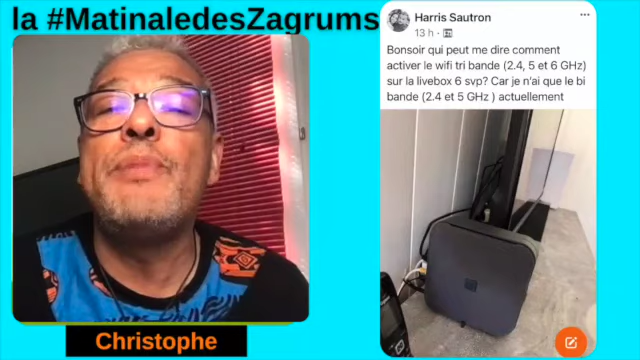 la #MatinaledesZagrums
Harris Sautron
13 h ·
Bonsoir qui peut me dire comment
activer le wifi tri bande (2.4, 5 et 6 GHz)
sur la livebox 6 svp? Car je n'ai que le bi
bande (2.4 et 5 GHz ) actuellement
Christophe